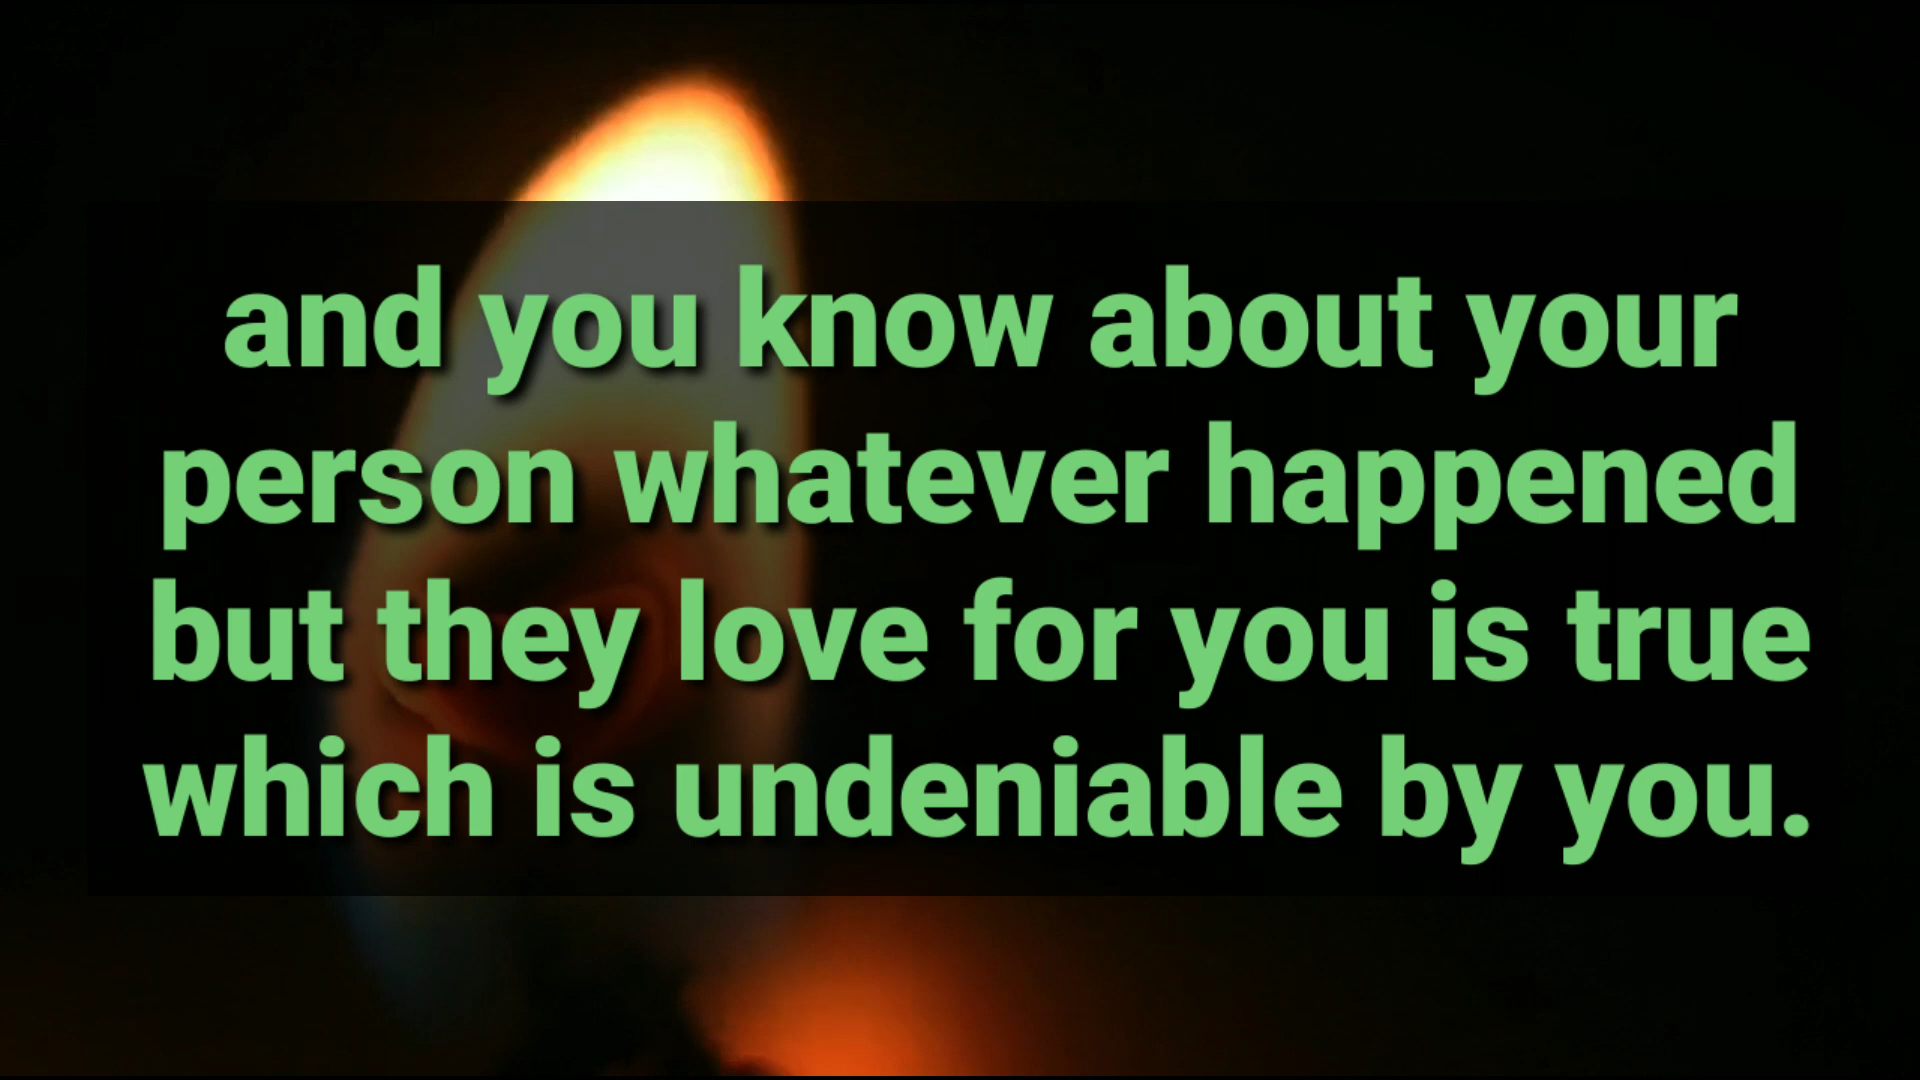 and you know about your
person whatever happened
but they love for you is true
which is undeniable by you.